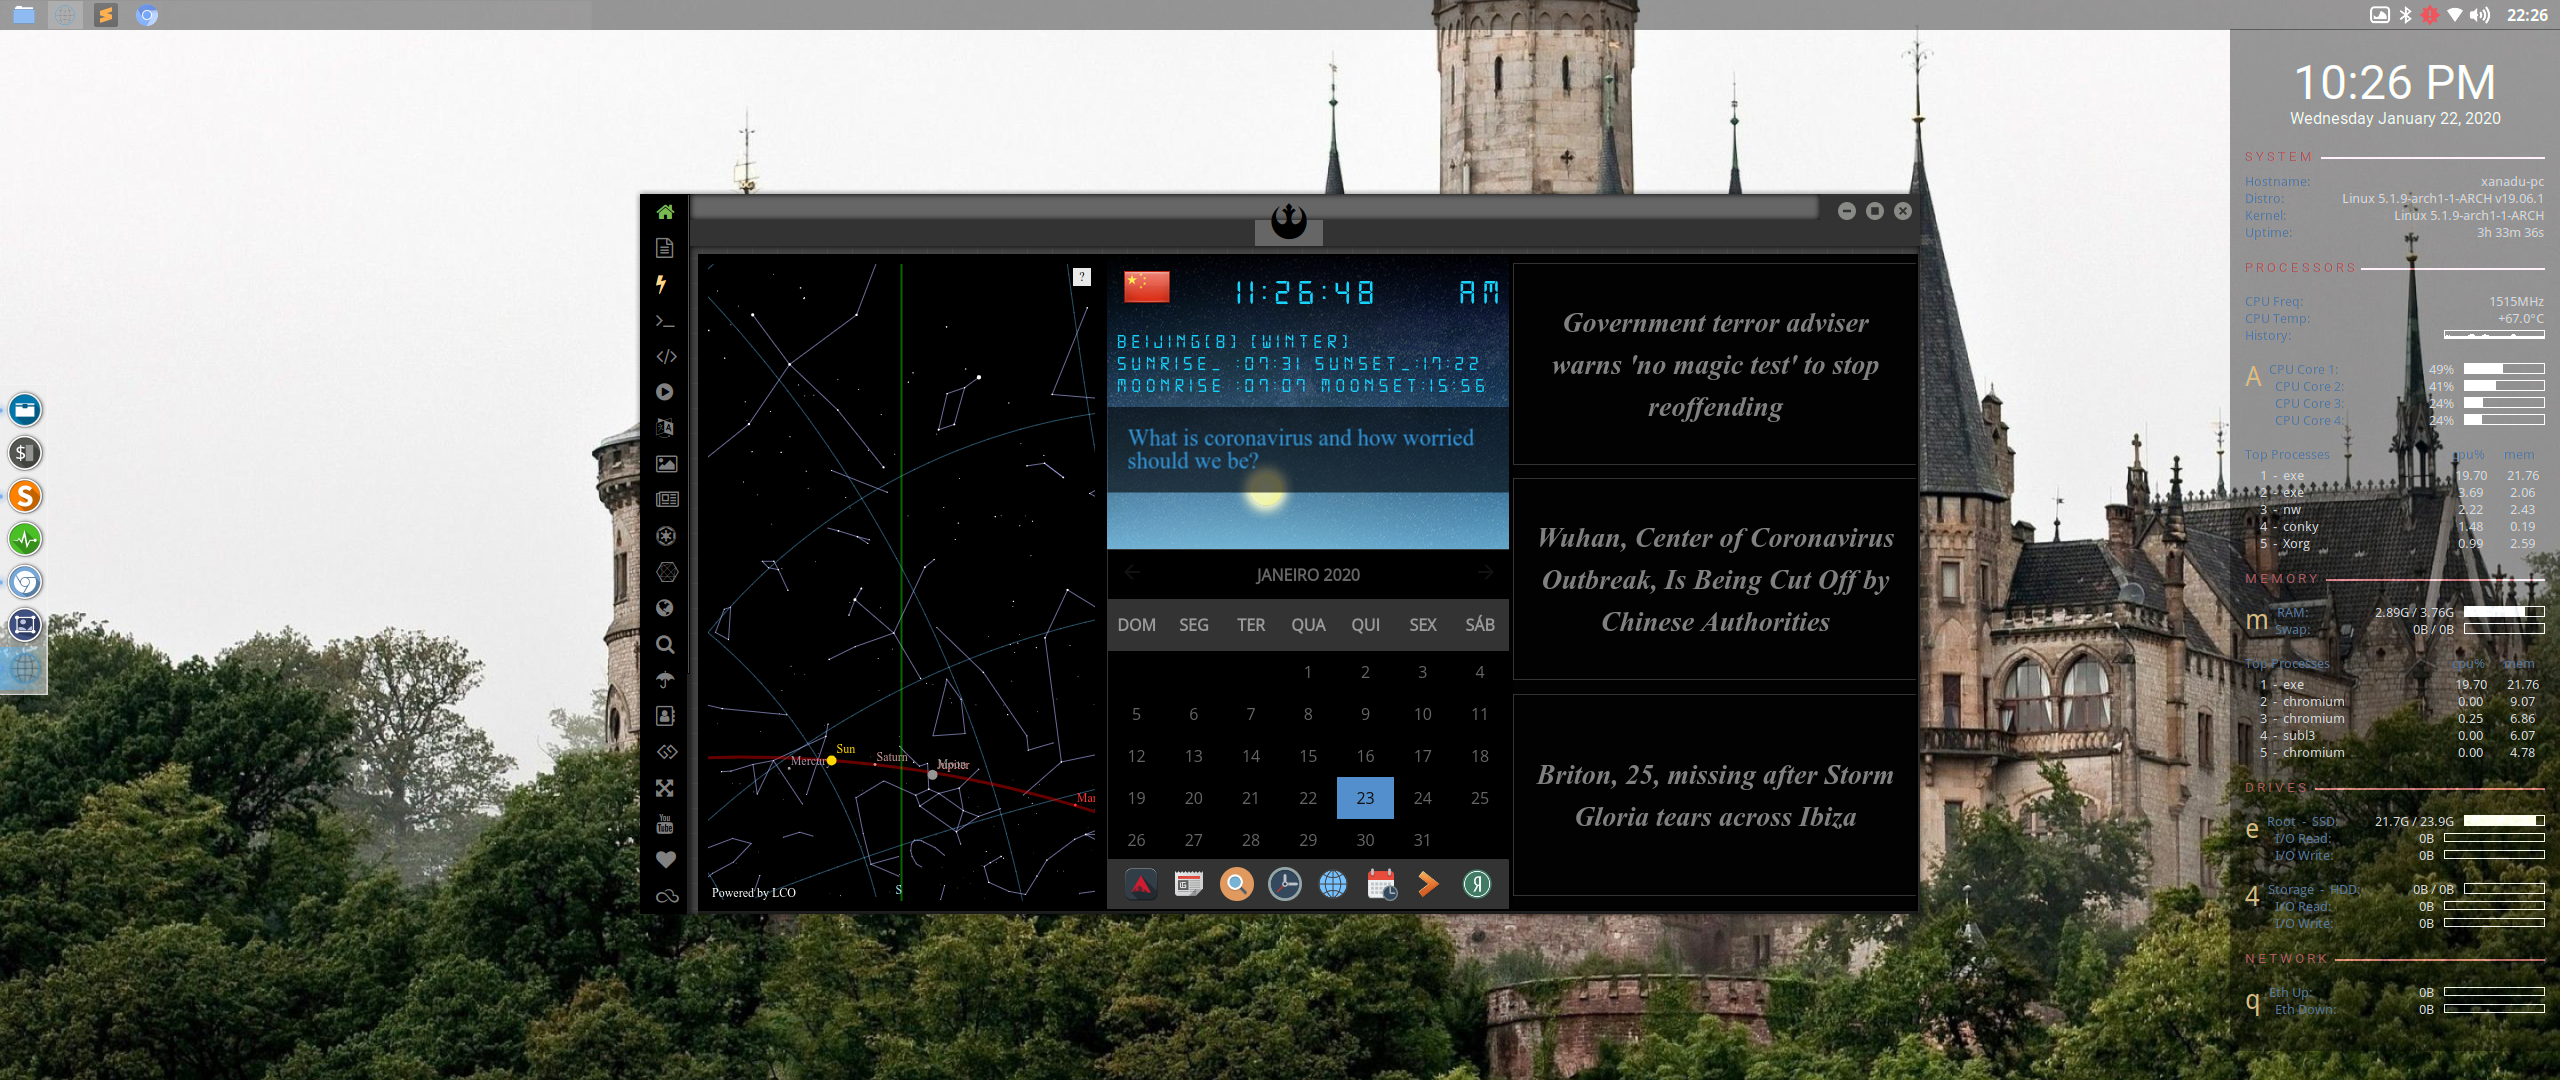 22:26
10:26 PM
Wednesday January 22, 2020
SYSTEM
Hostname: xanadu-pc
Distro: Linux 5.1.9-arch1-1-ARCH v19.06.1
Kernel: Linux 5.1.9-arch1-1-ARCH
Uptime: 3h 33m 36s
PROCESSORS
CPU Freq: 1515MHz
CPU Temp: +67.0°C
History:
A CPU Core 1: 49%
CPU Core 2: 41%
CPU Core 3: 24%
CPU Core 4: 24%
Top Processes cpu% mem
1 - exe 19.70 21.76
2 - exe 3.69 2.06
3 - nw 2.22 2.43
4 - conky 1.48 0.19
5 - Xorg 0.99 2.59
MEMORY
m RAM: 2.89G / 3.76G
Swap: 0B / 0B
Top Processes cpu% mem
1 - exe 19.70 21.76
2 - chromium 0.00 9.07
3 - chromium 0.25 6.86
4 - subl3 0.00 6.07
5 - chromium 0.00 4.78
DRIVES
e Root - SSD: 21.7G / 23.9G
I/O Read: 0B
I/O Write: 0B
4 Storage - HDD: 0B / 0B
I/O Read: 0B
I/O Write: 0B
NETWORK
q Eth Up: 0B
Eth Down: 0B
?
Sun
Saturn
Powered by LCO
S
You
Tube
11:26:48 AM
BEIJING[8] [WINTER]
SUNRISE_ :07:31 SUNSET_:17:22
MOONRISE :07:07 MOONSET:15:56
What is coronavirus and how worried
should we be?
JANEIRO 2020
DOM SEG TER QUA QUI SEX SÁB
1 2 3 4
5 6 7 8 9 10 11
12 13 14 15 16 17 18
19 20 21 22 23 24 25
26 27 28 29 30 31
Government terror adviser
warns 'no magic test' to stop
reoffending
Wuhan, Center of Coronavirus
Outbreak, Is Being Cut Off by
Chinese Authorities
Briton, 25, missing after Storm
Gloria tears across Ibiza